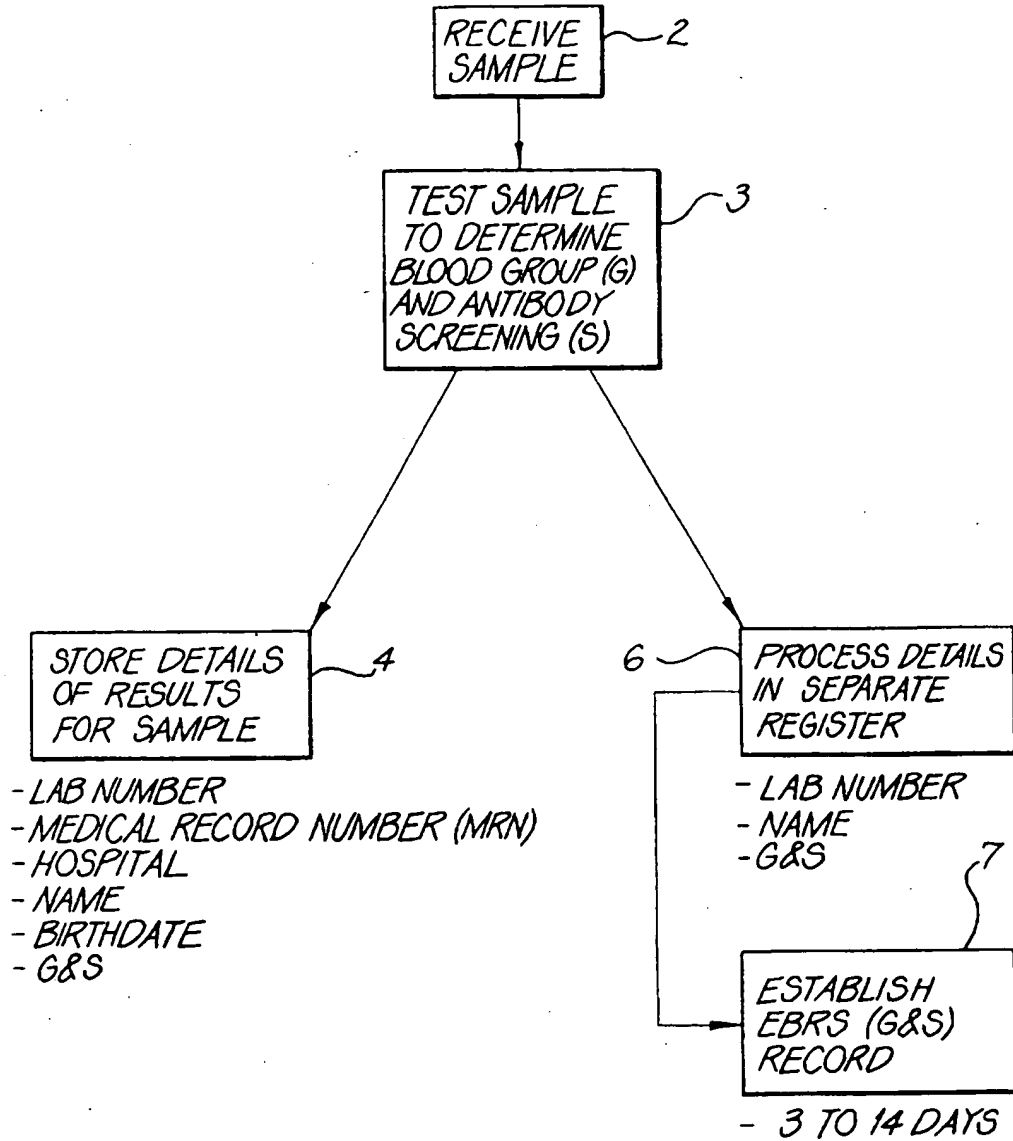 RECEIVE
SAMPLE
2
TEST SAMPLE
TO DETERMINE
BLOOD GROUP (G)
AND ANTIBODY
SCREENING (S)
3
STORE DETAILS
OF RESULTS
FOR SAMPLE
4
- LAB NUMBER
- MEDICAL RECORD NUMBER (MRN)
- HOSPITAL
- NAME
- BIRTHDATE
- G&S
6
PROCESS DETAILS
IN SEPARATE
REGISTER
- LAB NUMBER
- NAME
- G&S
7
ESTABLISH
EBRS (G&S)
RECORD
- 3 TO 14 DAYS